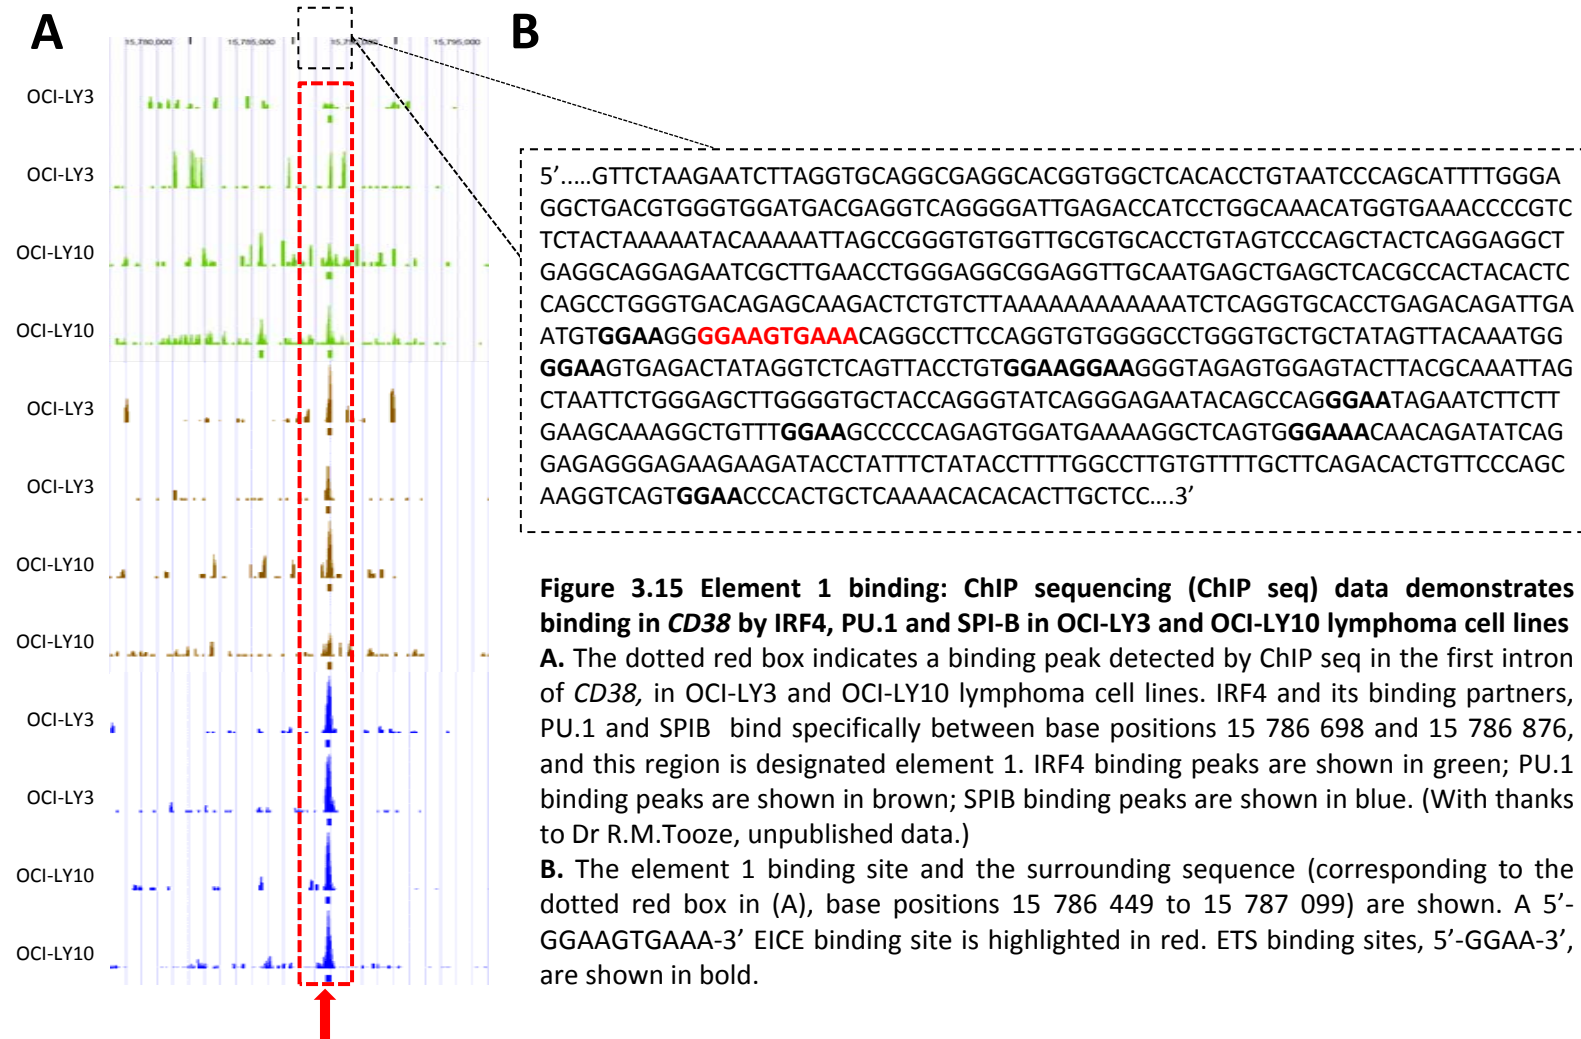 A
B
15,780,000
15,785,000
15,795,000
OCI-LY3
OCI-LY3
OCI-LY10
OCI-LY10
OCI-LY3
OCI-LY3
OCI-LY10
OCI-LY10
OCI-LY3
OCI-LY3
OCI-LY10
OCI-LY10
5’.....GTTCTAAGAATCTTAGGTGCAGGCGAGGCACGGTGGCTCACACCTGTAATCCCAGCATTTTGGGA
GGCTGACGTGGGTGGATGACGAGGTCAGGGGATTGAGACCATCCTGGCAAACATGGTGAAACCCCGTC
TCTACTAAAAATACAAAAATTAGCCGGGTGTGGTTGCGTGCACCTGTAGTCCCAGCTACTCAGGAGGCT
GAGGCAGGAGAATCGCTTGAACCTGGGAGGCGGAGGTTGCAATGAGCTGAGCTCACGCCACTACACTC
CAGCCTGGGTGACAGAGCAAGACTCTGTCTTAAAAAAAAAAAAATCTCAGGTGCACCTGAGACAGATTGA
ATGTGGAAGGGGAAGTGAAACAGGCCTTCCAGGTGTGGGGCCTGGGTGCTGCTATAGTTACAAATGG
GGAAGTGAGACTATAGGTCTCAGTTACCTGTGGAAGGAAGGGTAGAGTGGAGTACTTACGCAAATTAG
CTAATTCTGGGAGCTTGGGGTGCTACCAGGGTATCAGGGAGAATACAGCCAGGGAATAGAATCTTCTT
GAAGCAAAGGCTGTTTGGAAGCCCCCAGAGTGGATGAAAAGGCTCAGTGGGAAACAACAGATATCAG
GAGAGGGAGAAGAAGATACCTATTTCTATACCTTTTGGCCTTGTGTTTTGCTTCAGACACTGTTCCCAGC
AAGGTCAGTGGAACCCACTGCTCAAAACACACACTTGCTCC....3’
Figure 3.15 Element 1 binding: ChIP sequencing (ChIP seq) data demonstrates
binding in CD38 by IRF4, PU.1 and SPI-B in OCI-LY3 and OCI-LY10 lymphoma cell lines
A. The dotted red box indicates a binding peak detected by ChIP seq in the first intron
of CD38, in OCI-LY3 and OCI-LY10 lymphoma cell lines. IRF4 and its binding partners,
PU.1 and SPIB bind specifically between base positions 15 786 698 and 15 786 876,
and this region is designated element 1. IRF4 binding peaks are shown in green; PU.1
binding peaks are shown in brown; SPIB binding peaks are shown in blue. (With thanks
to Dr R.M.Tooze, unpublished data.)
B. The element 1 binding site and the surrounding sequence (corresponding to the
dotted red box in (A), base positions 15 786 449 to 15 787 099) are shown. A 5’-
GGAAGTGAAA-3’ EICE binding site is highlighted in red. ETS binding sites, 5’-GGAA-3’,
are shown in bold.